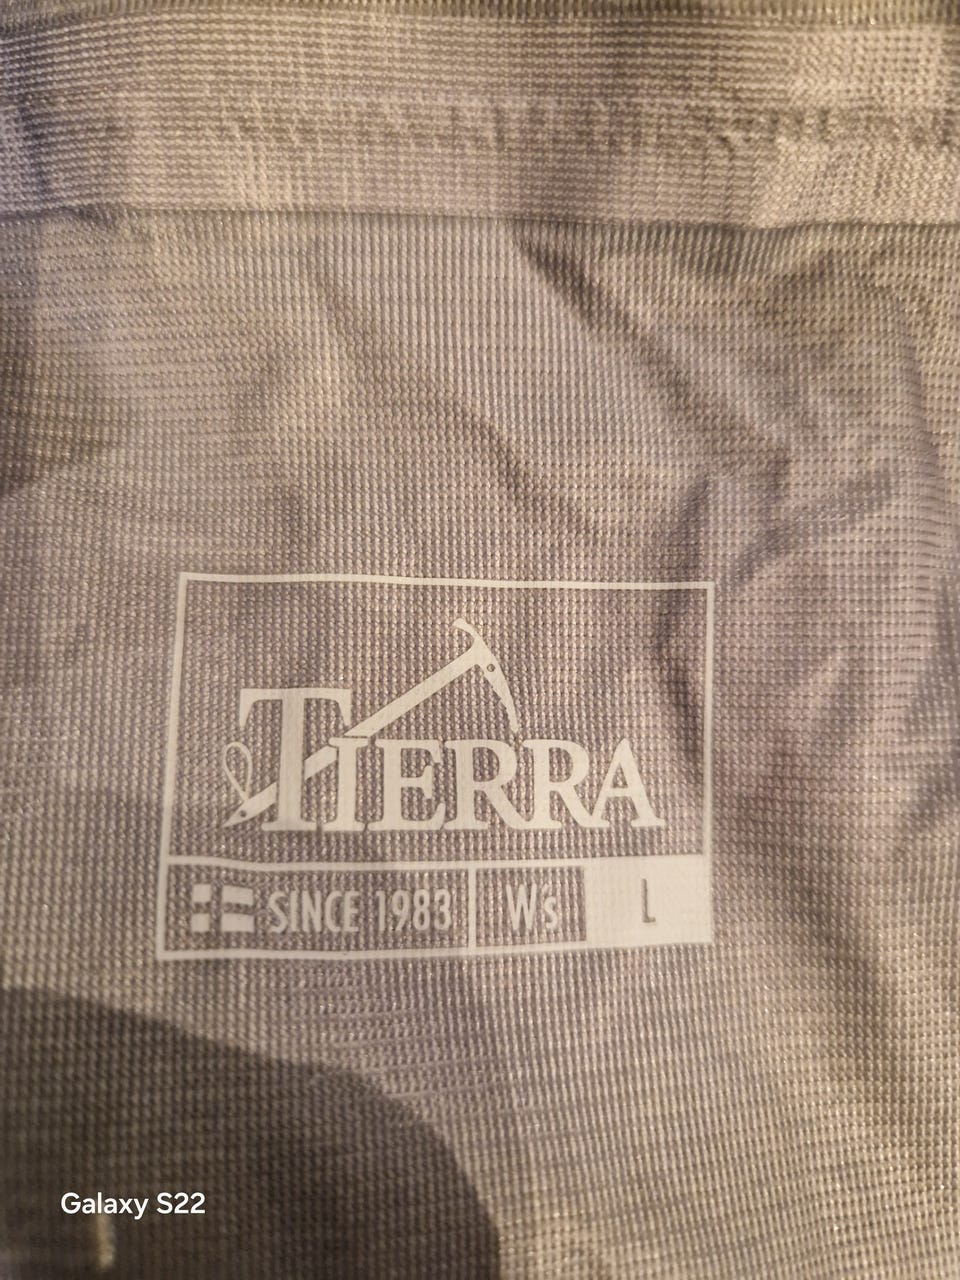 TIERRA
SINCE 1983 W's L
Galaxy S22